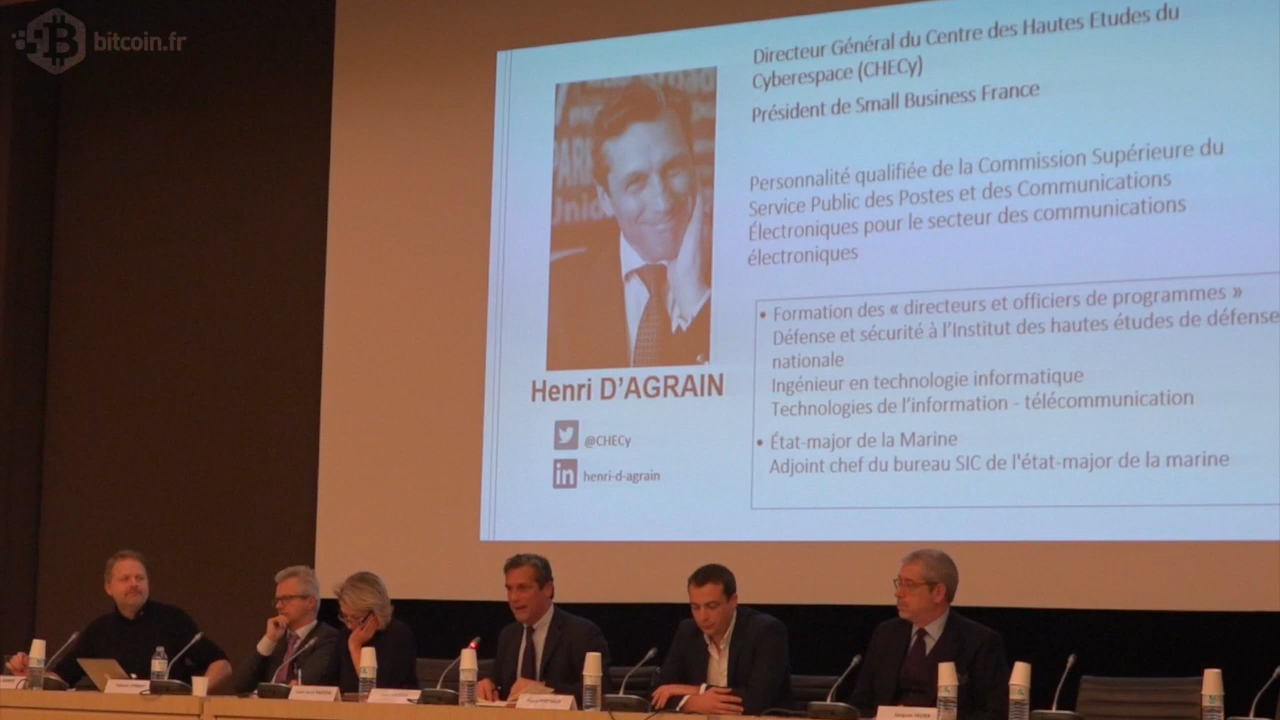 bitcoin.fr
Directeur Général du Centre des Hautes Etudes du
Cyberespace (CHECy)
Président de Small Business France
Personnalité qualifiée de la Commission Supérieure du
Service Public des Postes et des Communications
Électroniques pour le secteur des communications
électroniques
• Formation des « directeurs et officiers de programmes »
Défense et sécurité à l'Institut des hautes études de défense
nationale
Ingénieur en technologie informatique
Technologies de l'information - télécommunication
• État-major de la Marine
Adjoint chef du bureau SIC de l'état-major de la marine
Henri D'AGRAIN
@CHECy
in henri-d-agrain